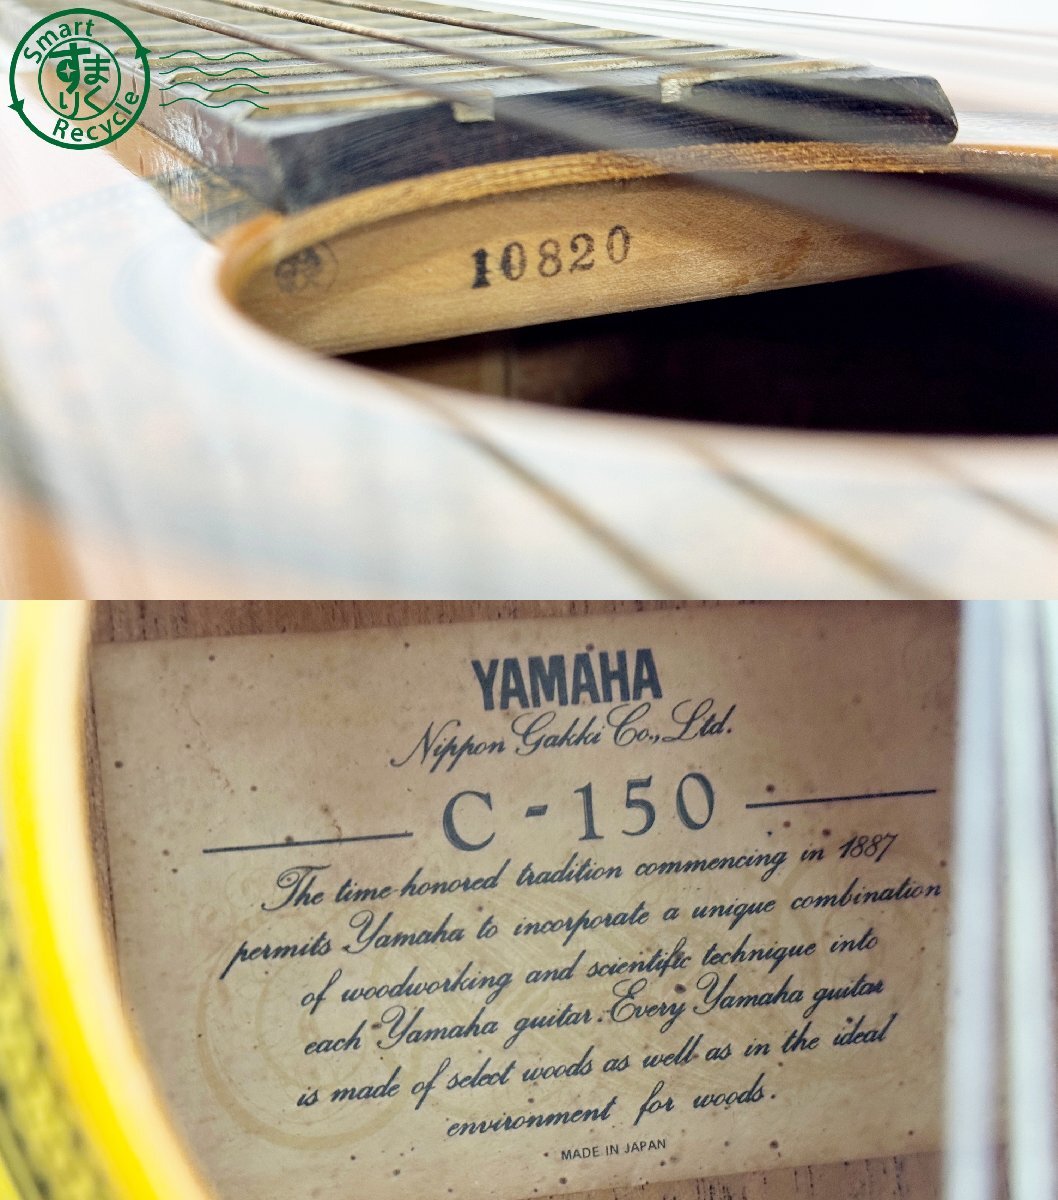 Smart
すまくり
Recycle
10820
YAMAHA
Nippon Gakki Co., Ltd.
C - 150
The time-honored tradition commencing in 1887
permits Yamaha to incorporate a unique combination
of woodworking and scientific technique into
each Yamaha guitar. Every Yamaha guitar
is made of select woods as well as in the ideal
environment for woods.
MADE IN JAPAN